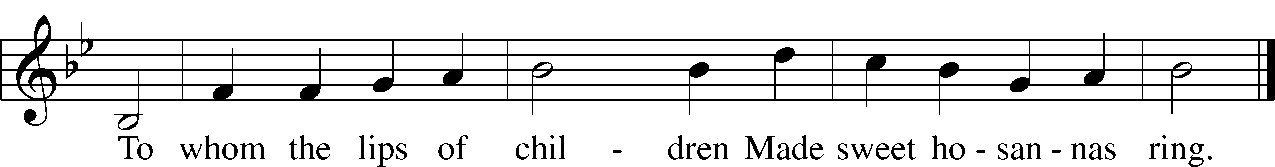 To whom the lips of chil - dren Made sweet ho - san - nas ring.